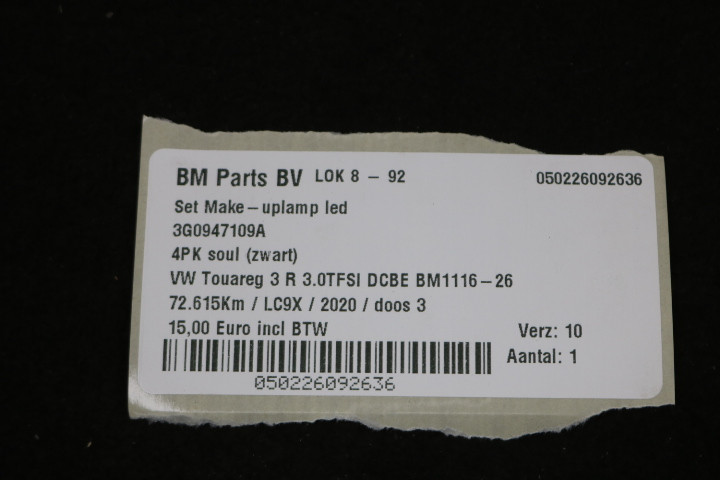 BM Parts BV LOK 8 - 92 050226092636
Set Make-uplamp led
3G0947109A
4PK soul (zwart)
VW Touareg 3 R 3.0TFSI DCBE BM1116-26
72.615Km / LC9X / 2020 / doos 3
15,00 Euro incl BTW Verz: 10
Aantal: 1
050226092636